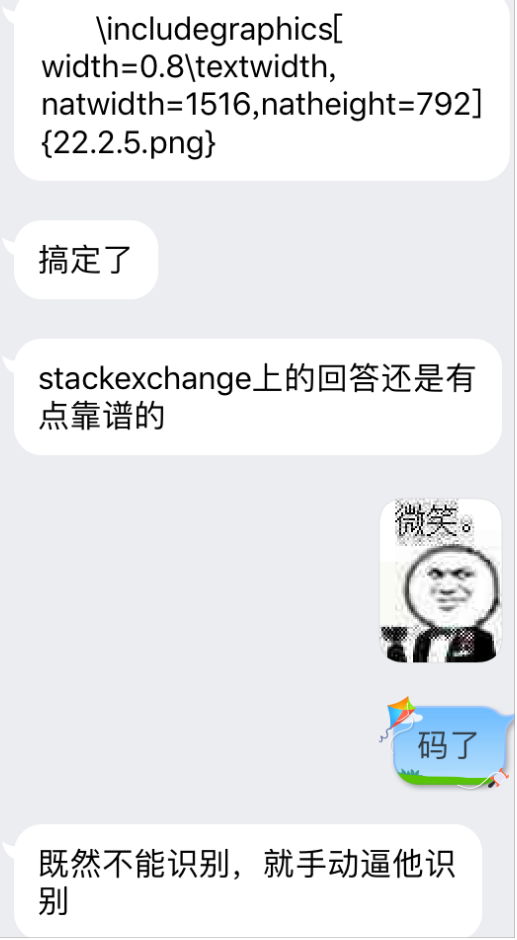 \includegraphics[
width=0.8\textwidth,
natwidth=1516,natheight=792]
{22.2.5.png}
搞定了
stackexchange上的回答还是有
点靠谱的
微笑。
码了
既然不能识别，就手动逼他识
别